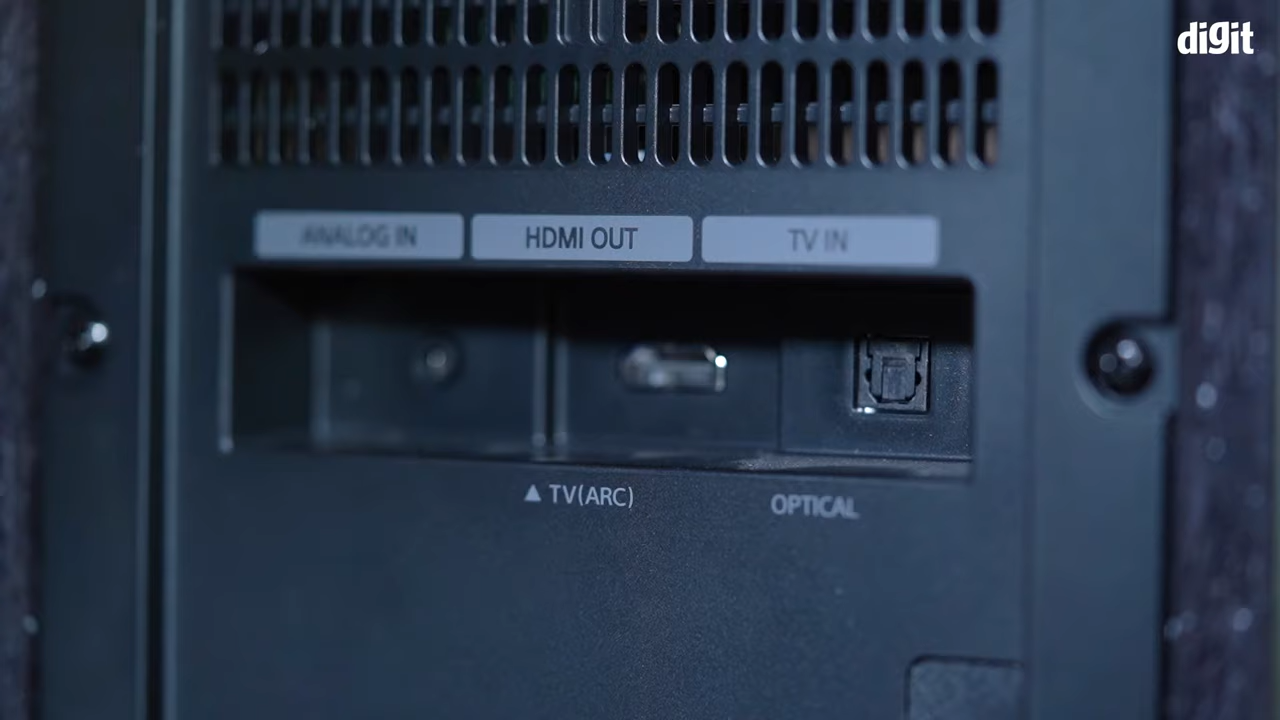 digit
ANALOG IN
HDMI OUT
TV IN
▲ TV(ARC)
OPTICAL